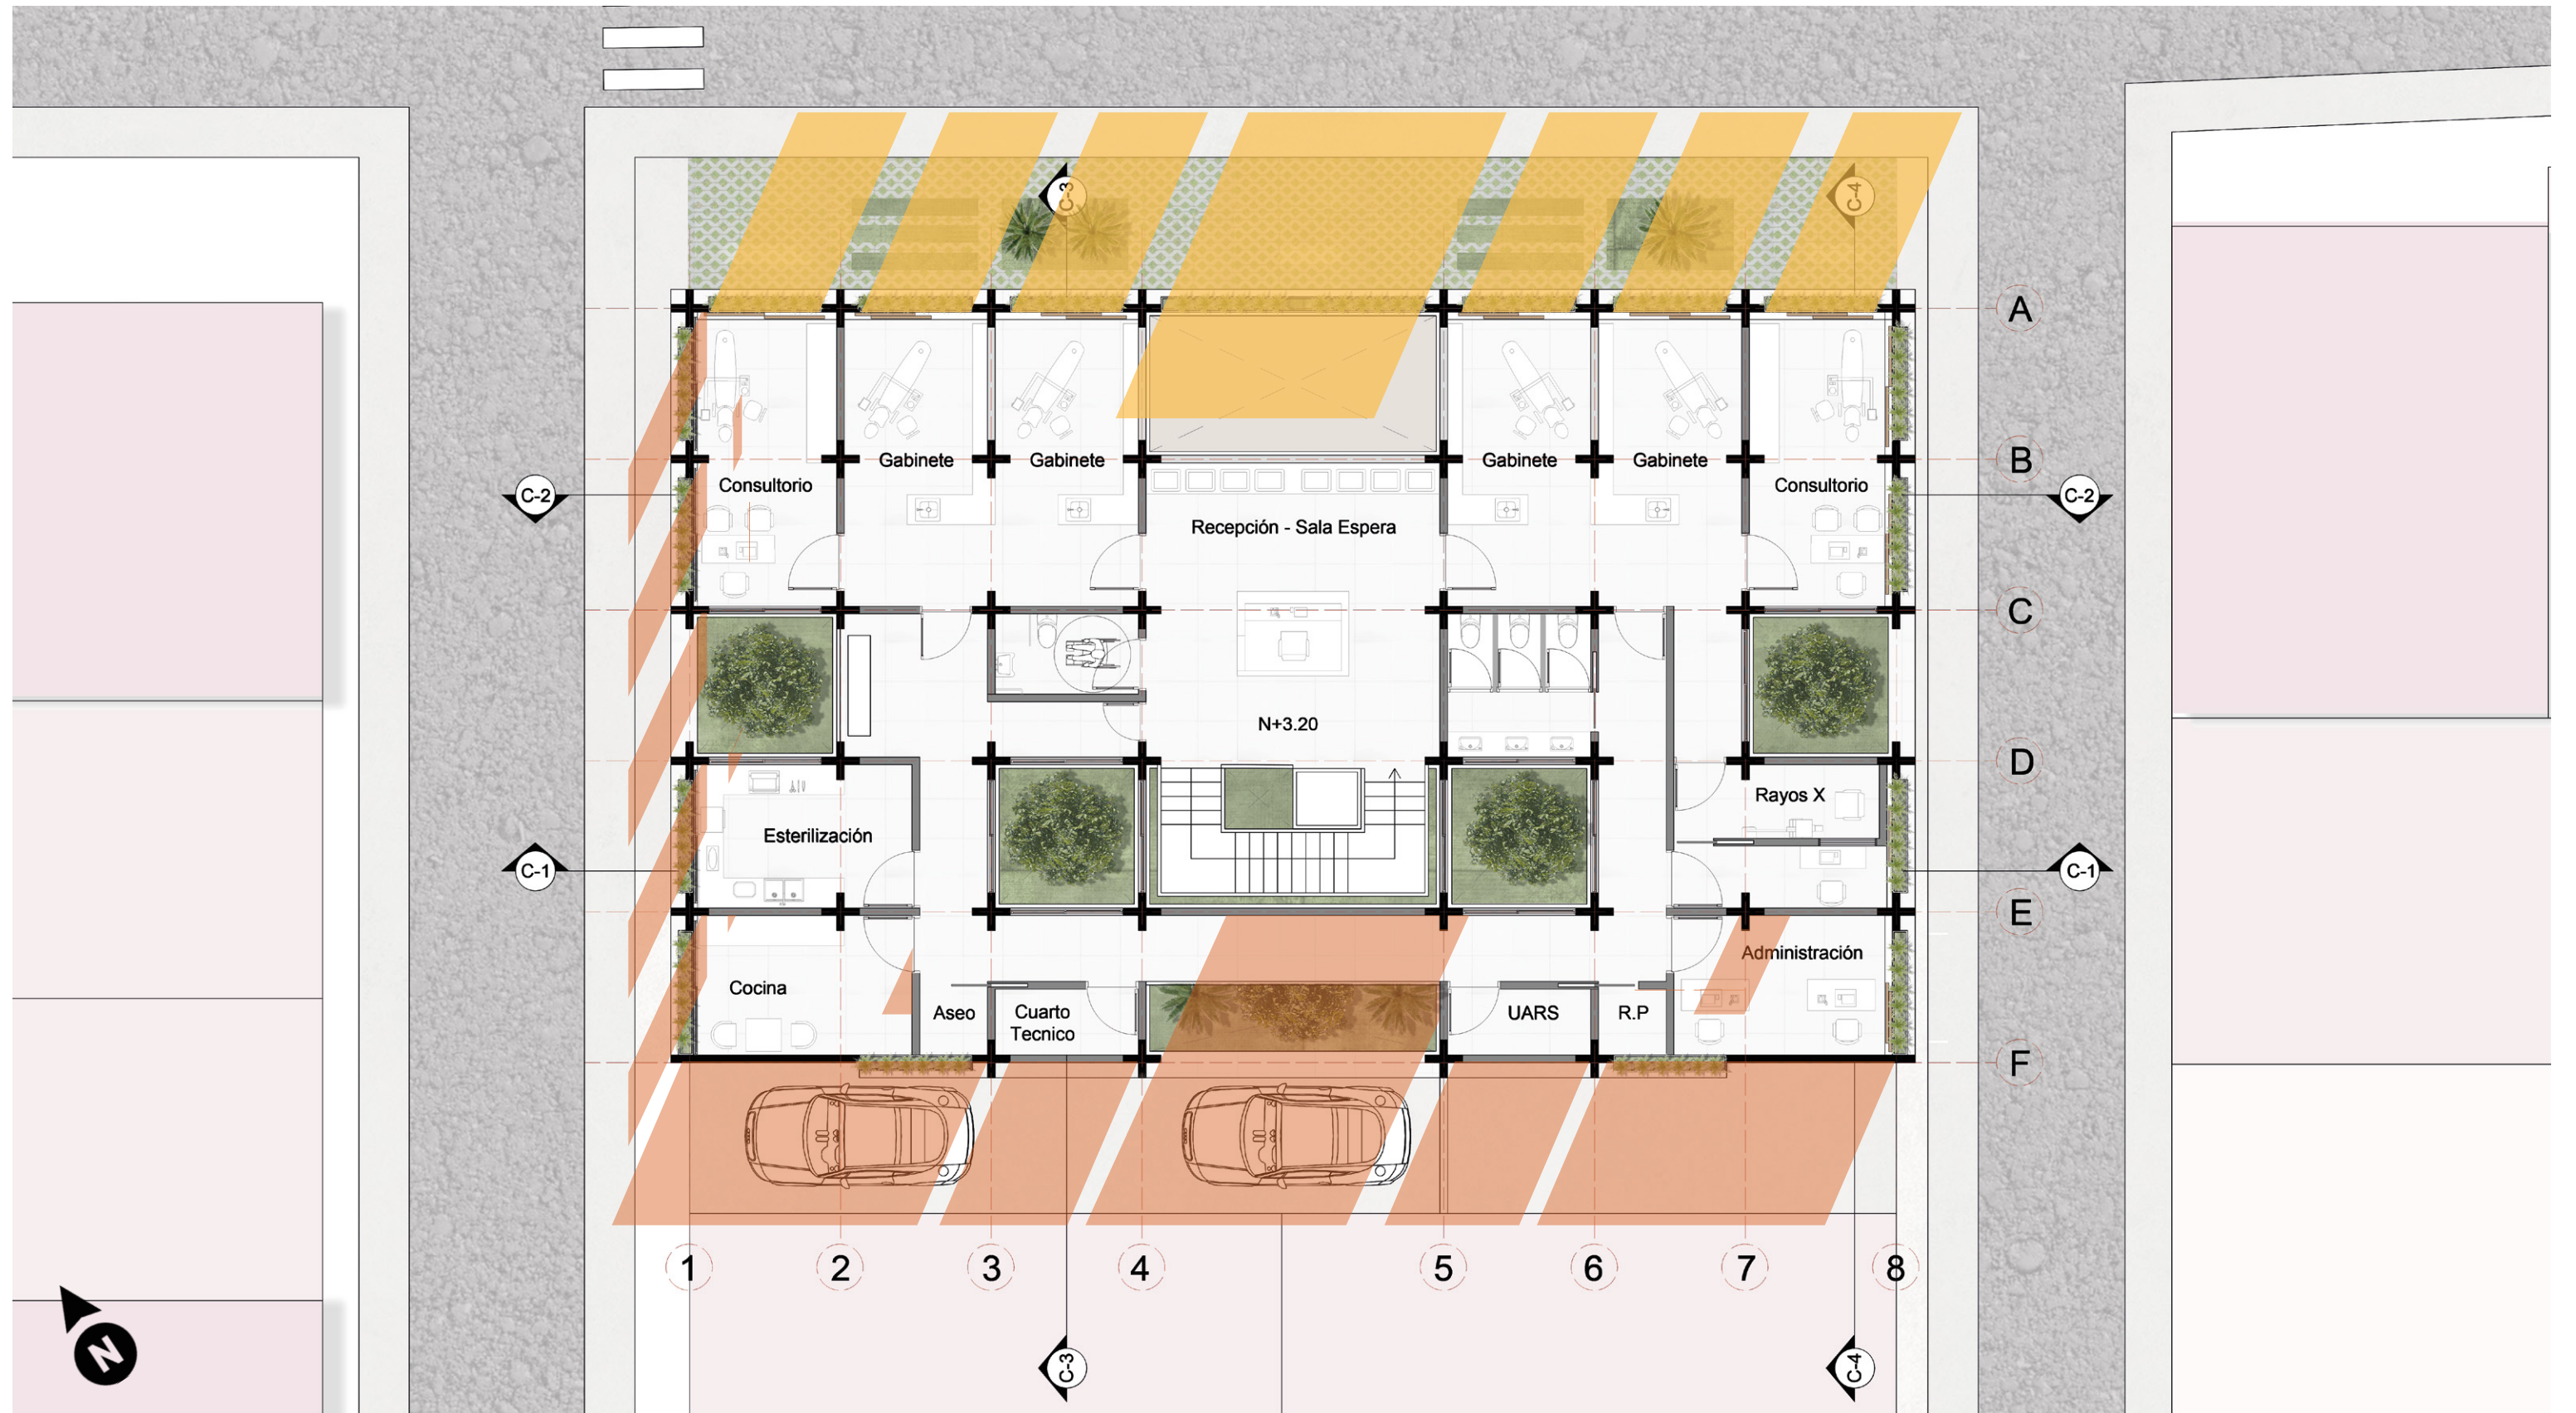 C-3
C-4
A
Gabinete
Gabinete
Gabinete
Gabinete
B
Consultorio
Consultorio
C-2
C-2
Recepción - Sala Espera
C
N+3.20
D
Rayos X
Esterilización
C-1
C-1
E
Administración
Cocina
Aseo
Cuarto
Tecnico
UARS
R.P
F
1
2
3
4
5
6
7
8
N
C-3
C-4